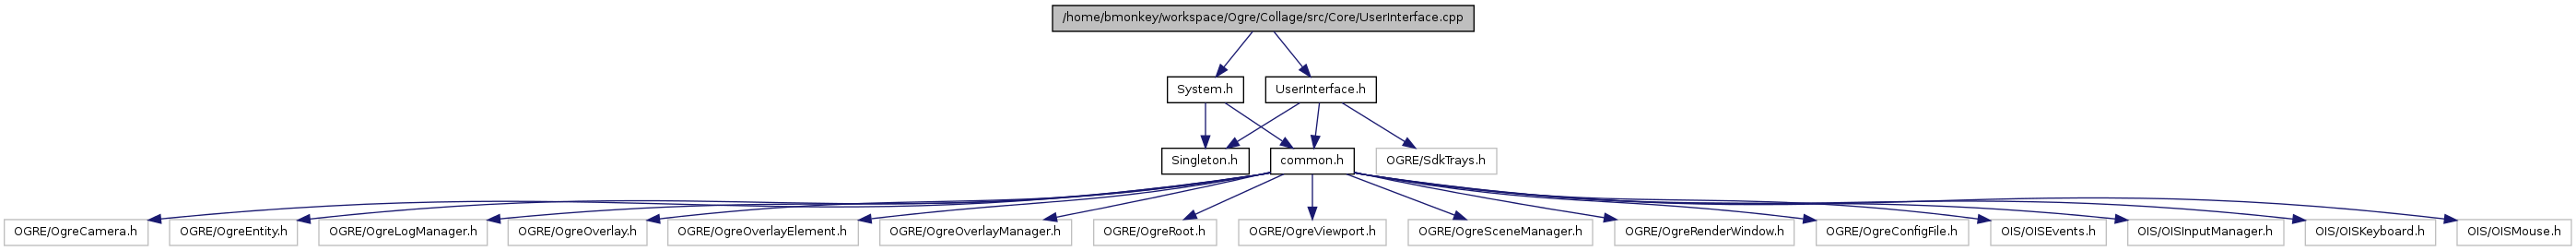 /home/bmonkey/workspace/Ogre/Collage/src/Core/UserInterface.cpp
System.h
UserInterface.h
Singleton.h
common.h
OGRE/SdkTrays.h
OGRE/OgreCamera.h
OGRE/OgreEntity.h
OGRE/OgreLogManager.h
OGRE/OgreOverlay.h
OGRE/OgreOverlayElement.h
OGRE/OgreOverlayManager.h
OGRE/OgreRoot.h
OGRE/OgreViewport.h
OGRE/OgreSceneManager.h
OGRE/OgreRenderWindow.h
OGRE/OgreConfigFile.h
OIS/OISEvents.h
OIS/OISInputManager.h
OIS/OISKeyboard.h
OIS/OISMouse.h